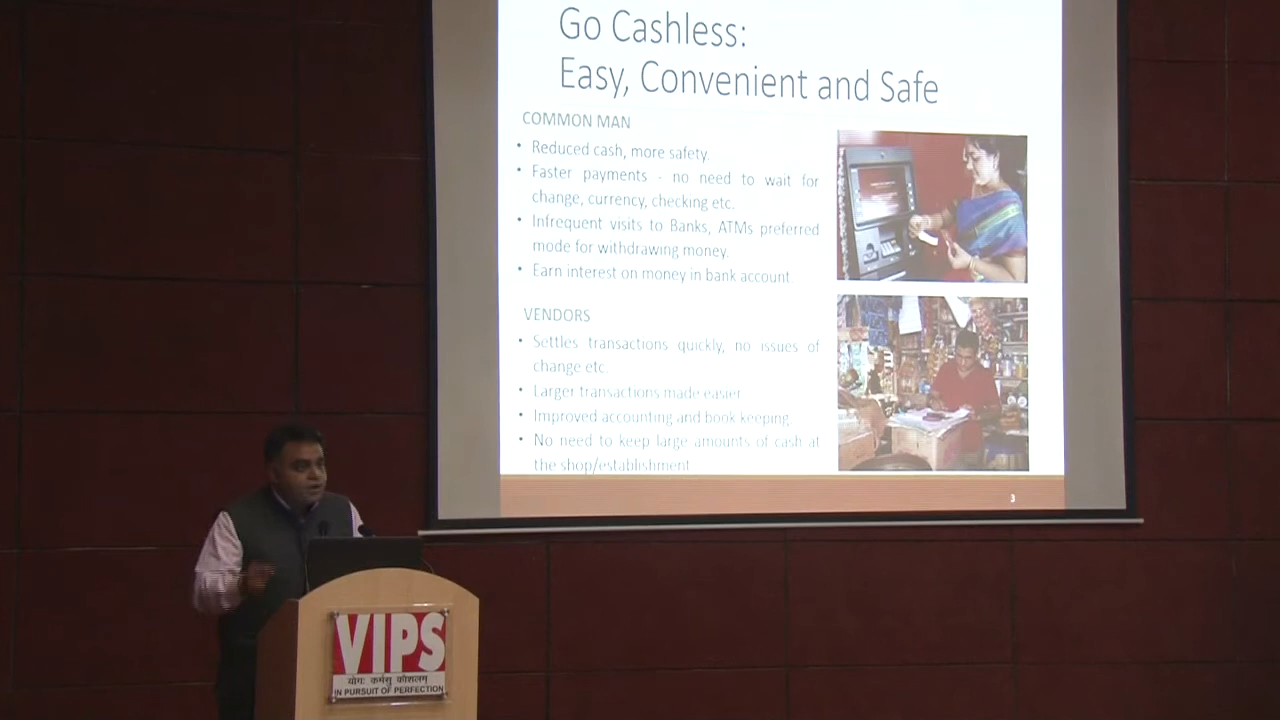 Go Cashless:
Easy, Convenient and Safe
COMMON MAN
• Reduced cash, more safety.
• Faster payments - no need to wait for
change, currency, checking etc.
• Infrequent visits to Banks, ATMs preferred
mode for withdrawing money.
• Earn interest on money in bank account
VENDORS
• Settles transactions quickly, no issues of
change etc.
• Larger transactions made easier
• Improved accounting and book keeping
• No need to keep large amounts of cash at
the shop/establishment
3
VIPS
योगः कर्मसु कौशलम्
IN PURSUIT OF PERFECTION